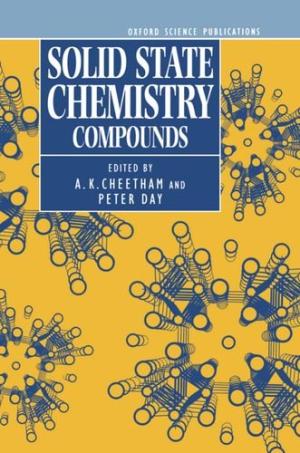 OXFORD SCIENCE PUBLICATIONS
SOLID STATE
CHEMISTRY
COMPOUNDS
EDITED BY
A. K. CHEETHAM AND
PETER DAY